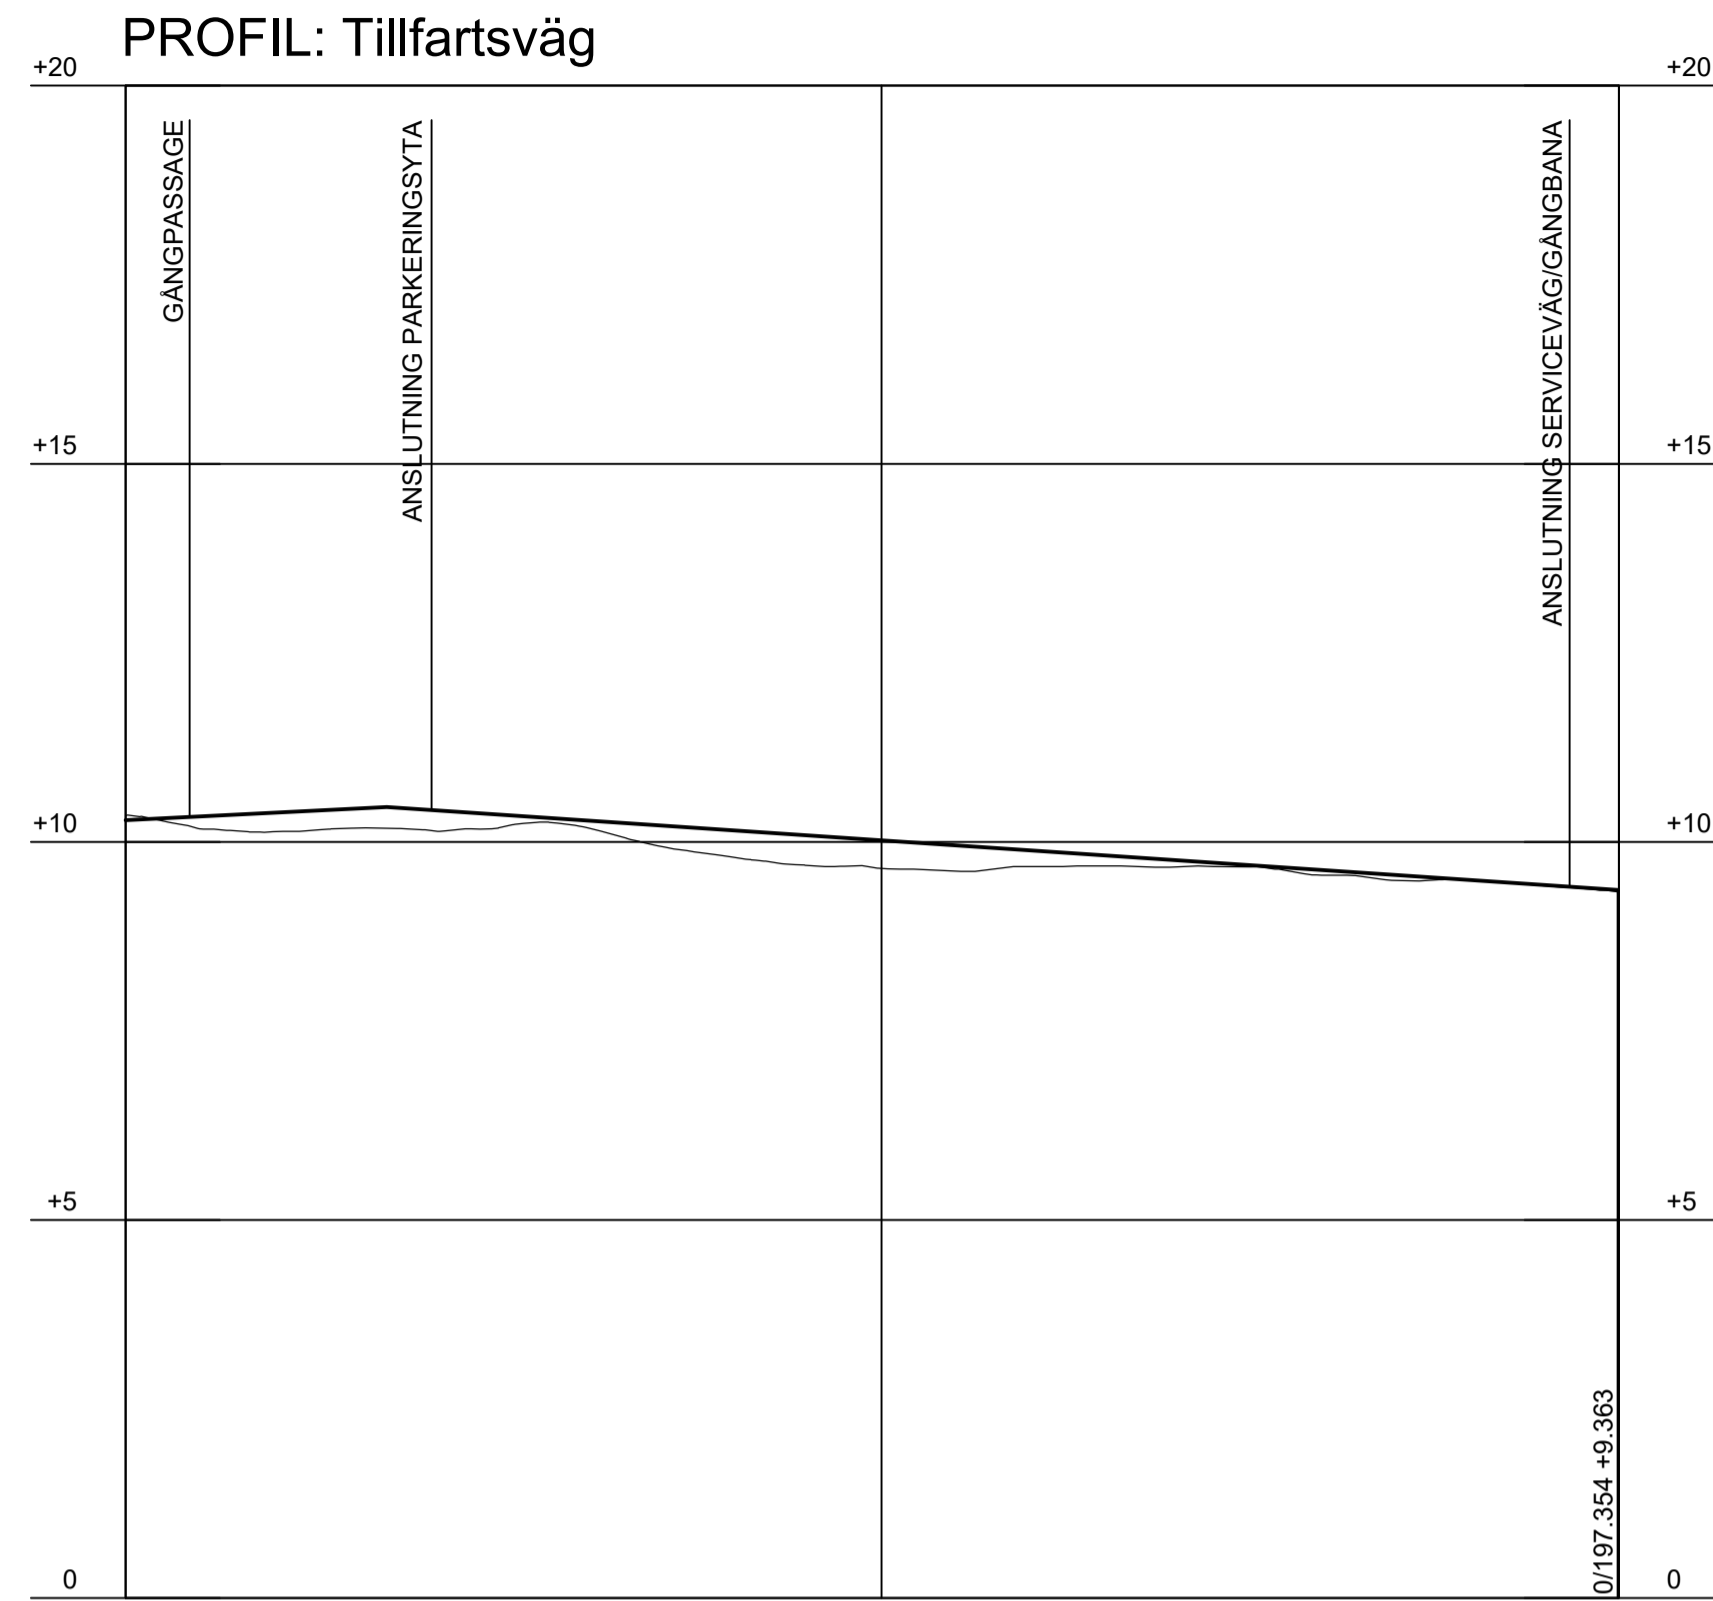 PROFIL: Tillfartsväg
+20
+20
GÅNGPASSAGE
ANSLUTNING PARKERINGSYTA
ANSLUTNING SERVICEVÄG/GÅNGBANA
+15
+15
+10
+10
+5
+5
0/197.354 +9.363
0
0